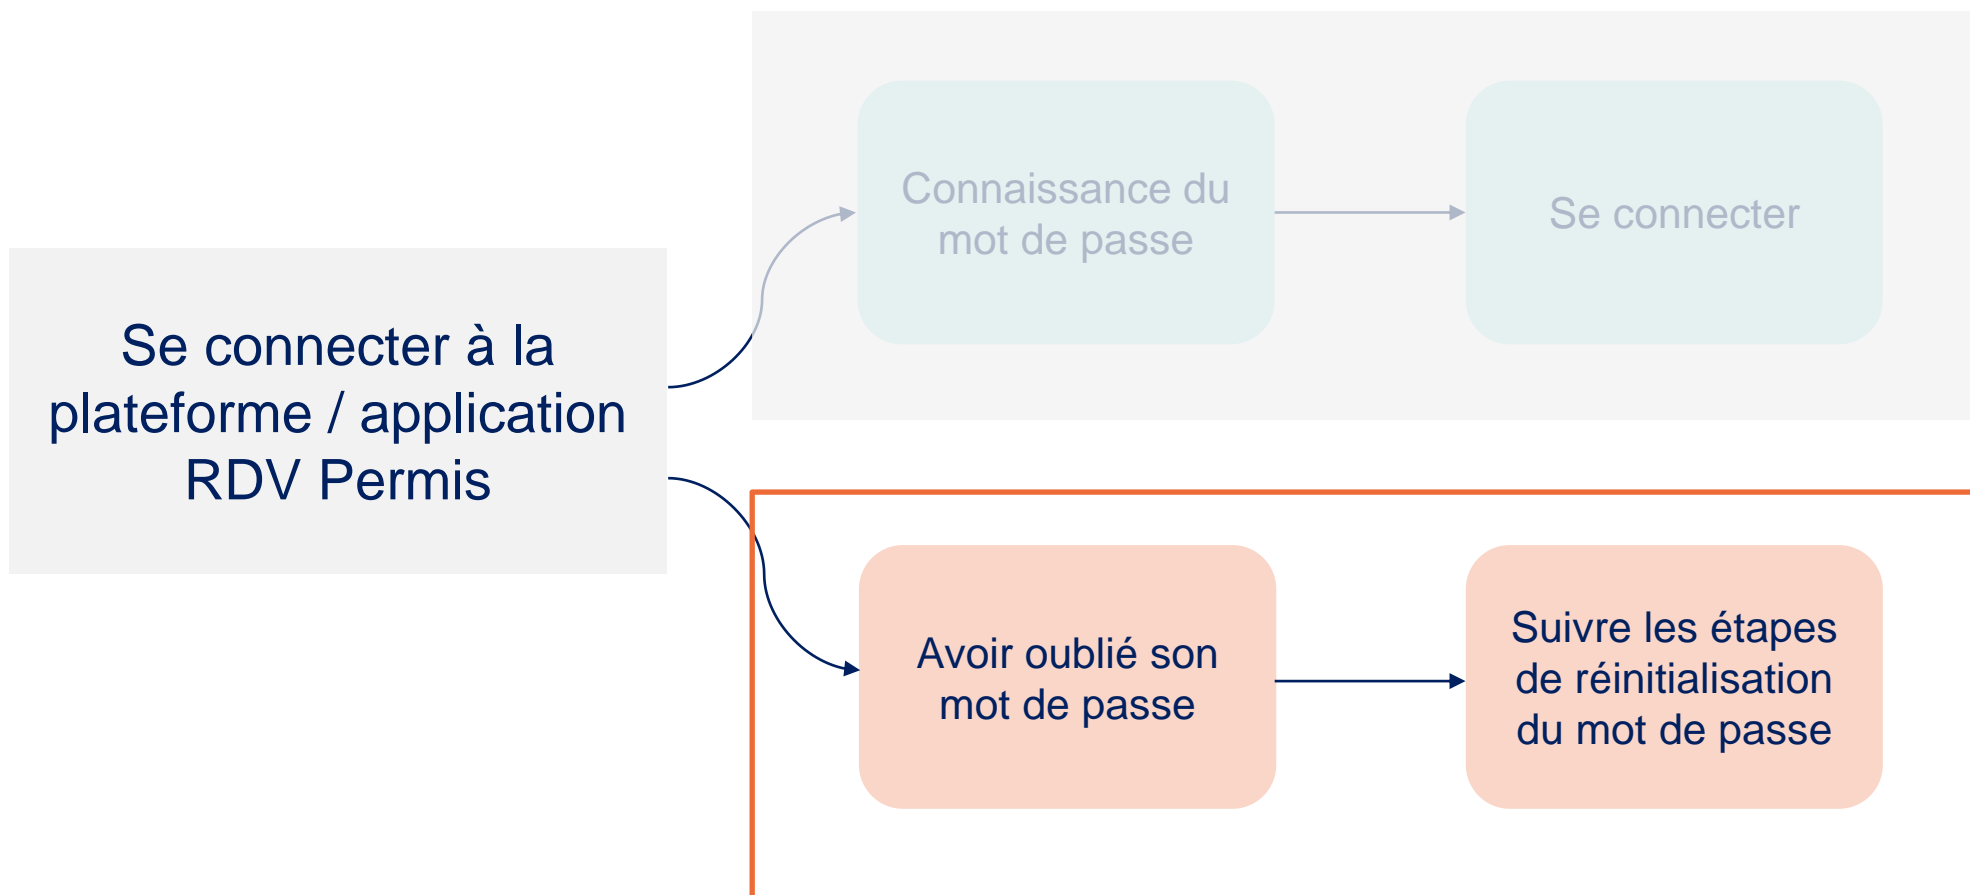 Connaissance du
mot de passe
Se connecter
Se connecter à la
plateforme / application
RDV Permis
Avoir oublié son
mot de passe
Suivre les étapes
de réinitialisation
du mot de passe